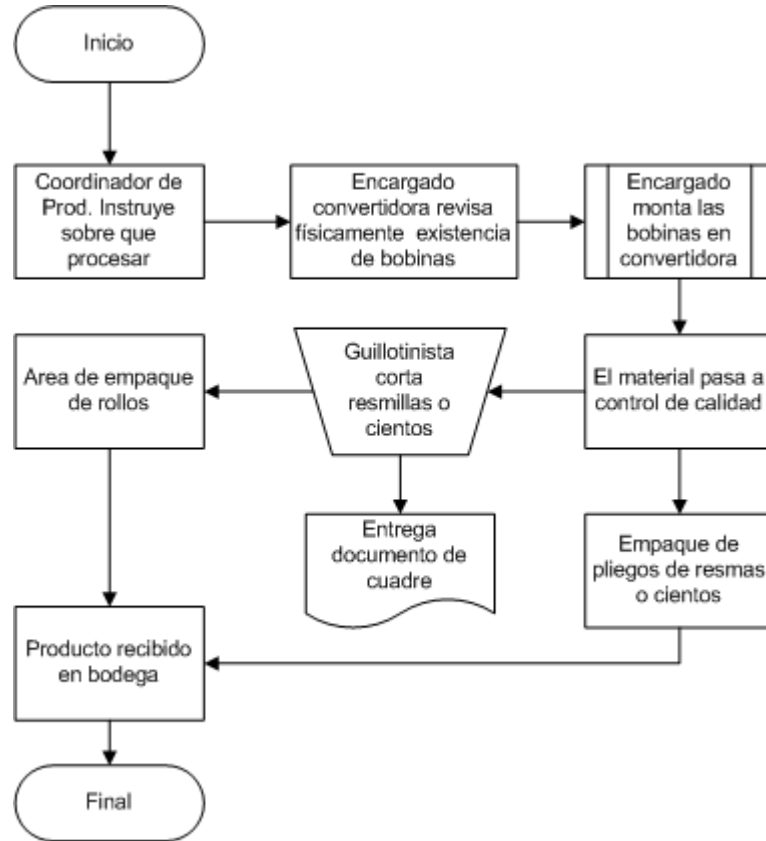 Inicio
Coordinador de
Prod. Instruye
sobre que
procesar
Encargado
convertidora revisa
físicamente existencia
de bobinas
Encargado
monta las
bobinas en
convertidora
Area de empaque
de rollos
Guillotinista
corta
resmillas o
cientos
El material pasa a
control de calidad
Entrega
documento de
cuadre
Empaque de
pliegos de resmas
o cientos
Producto recibido
en bodega
Final